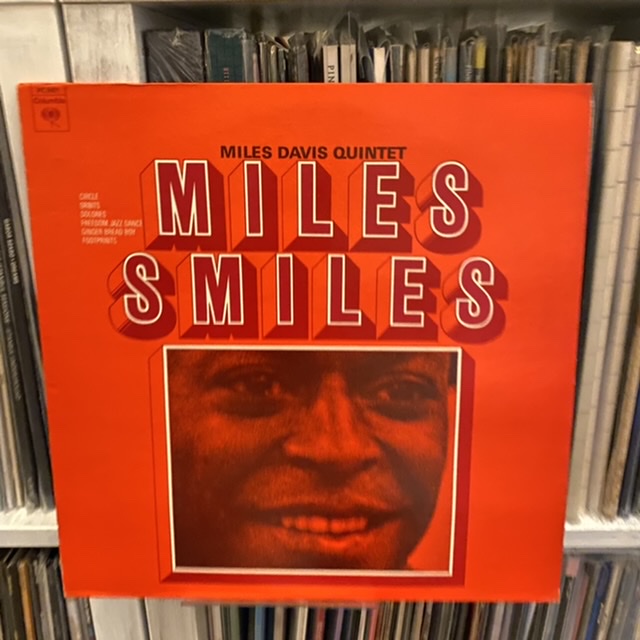 Columbia
MILES DAVIS QUINTET
MILES
SMILES
CIRCLE
ORBITS
DOLORES
FREEDOM JAZZ DANCE
GINGER BREAD BOY
FOOTPRINTS